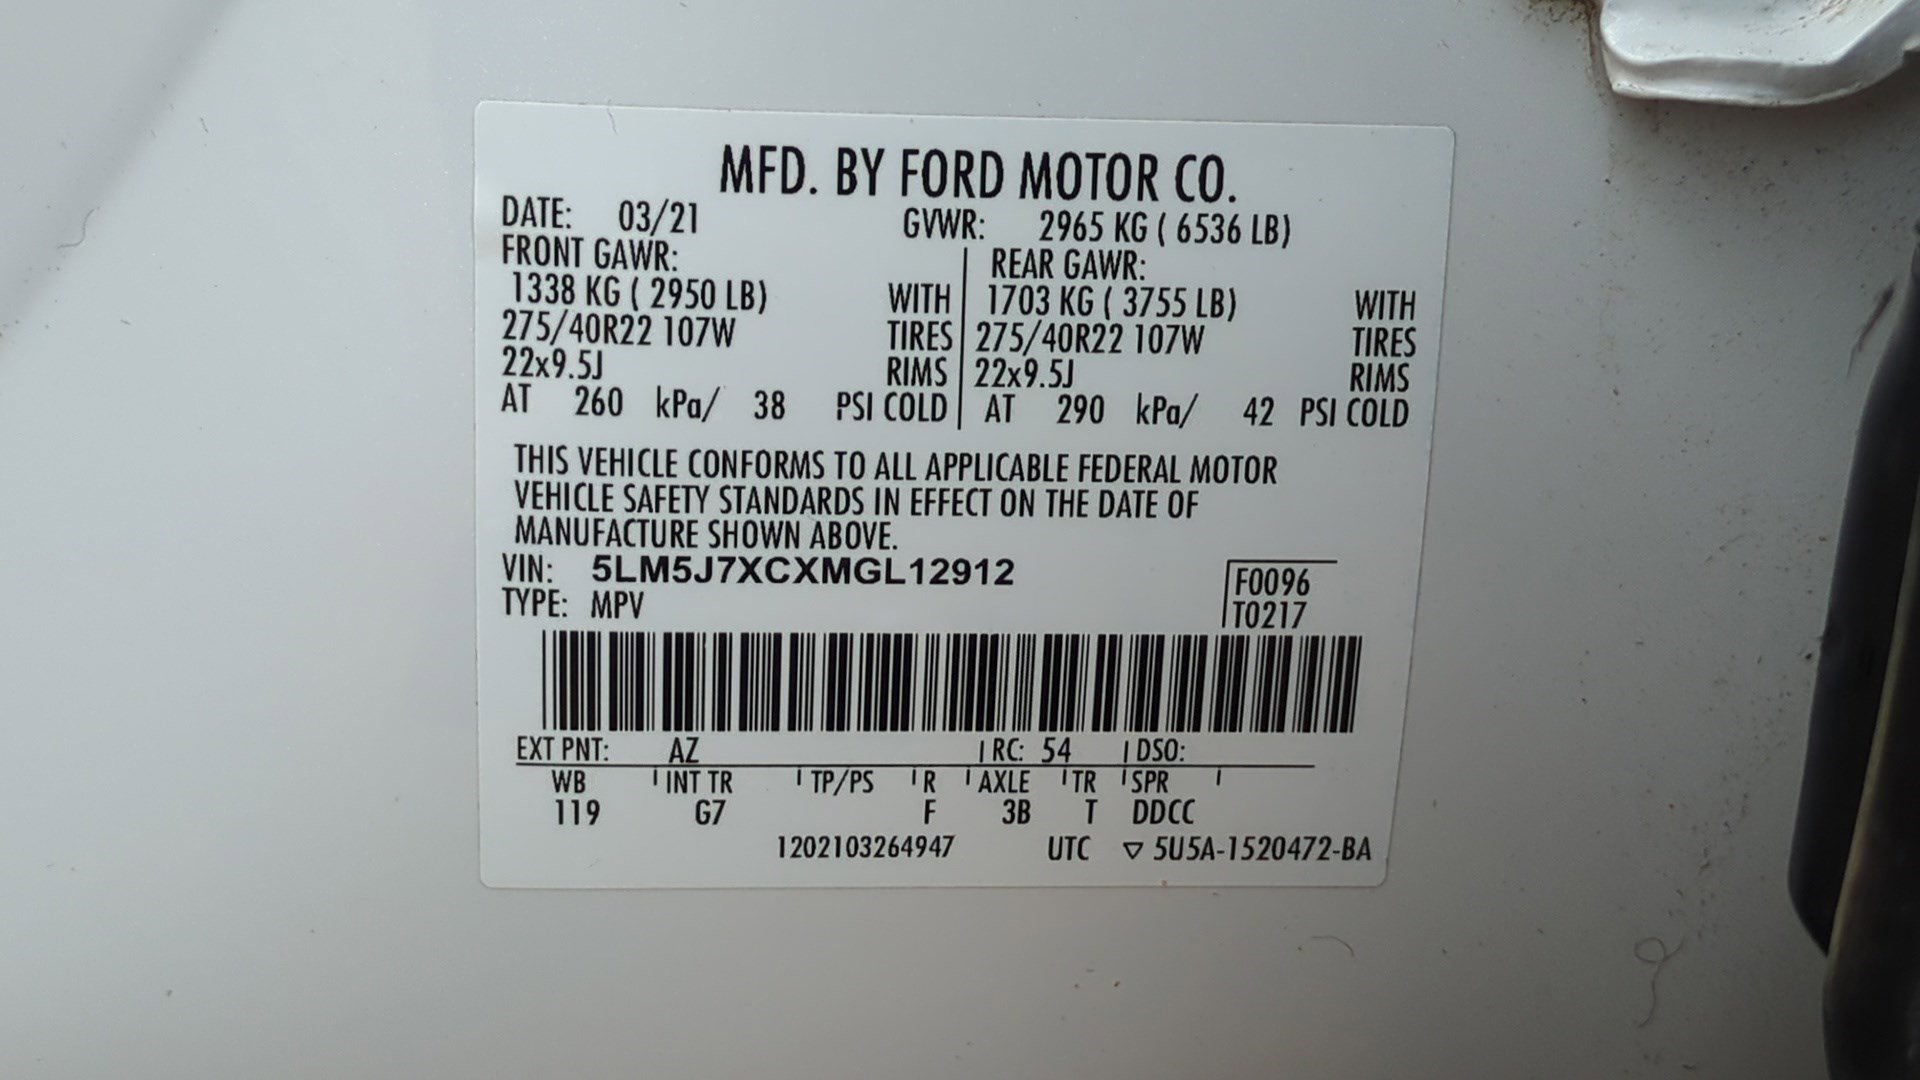 MFD. BY FORD MOTOR CO.
DATE: 03/21 GVWR: 2965 KG ( 6536 LB)
FRONT GAWR: REAR GAWR:
1338 KG ( 2950 LB) WITH 1703 KG ( 3755 LB) WITH
275/40R22 107W TIRES 275/40R22 107W TIRES
22x9.5J RIMS 22x9.5J RIMS
AT 260 kPa/ 38 PSI COLD AT 290 kPa/ 42 PSI COLD
THIS VEHICLE CONFORMS TO ALL APPLICABLE FEDERAL MOTOR
VEHICLE SAFETY STANDARDS IN EFFECT ON THE DATE OF
MANUFACTURE SHOWN ABOVE.
VIN: 5LM5J7XCXMGL12912 F0096
TYPE: MPV T0217
EXT PNT: AZ RC: 54 DSO:
WB INT TR TP/PS R AXLE TR SPR
119 G7 F 3B T DDCC
1202103264947 UTC ▽ 5U5A-1520472-BA